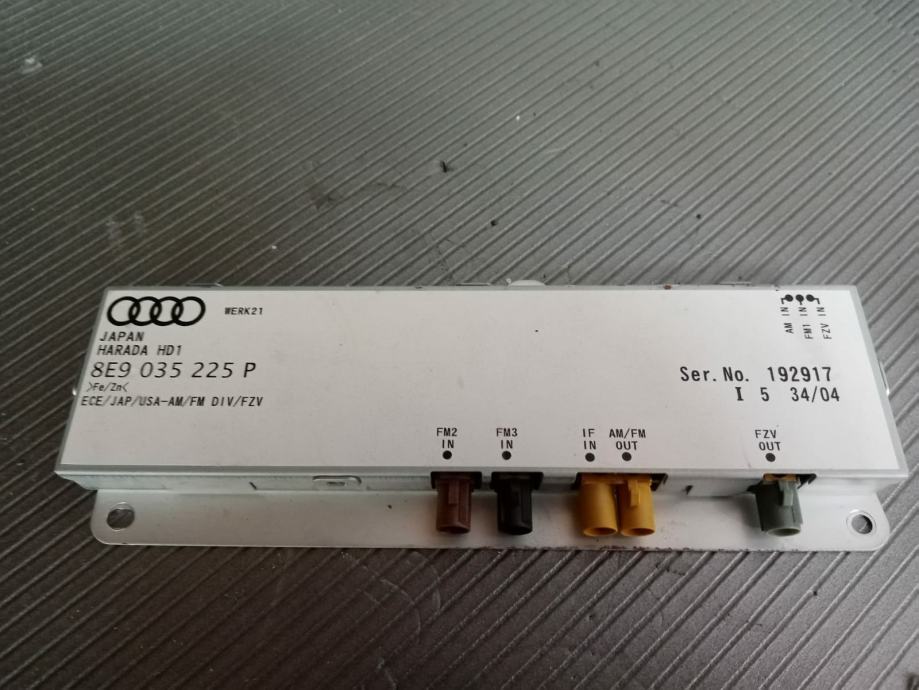 WERK21
JAPAN
HARADA HD1
8E9 035 225 P
>Fe/Zn<
ECE/JAP/USA-AM/FM DIV/FZV
AM IN
FM1 IN
FZV IN
Ser. No. 192917
I 5 34/04
FM2 IN
FM3 IN
IF IN
AM/FM OUT
FZV OUT